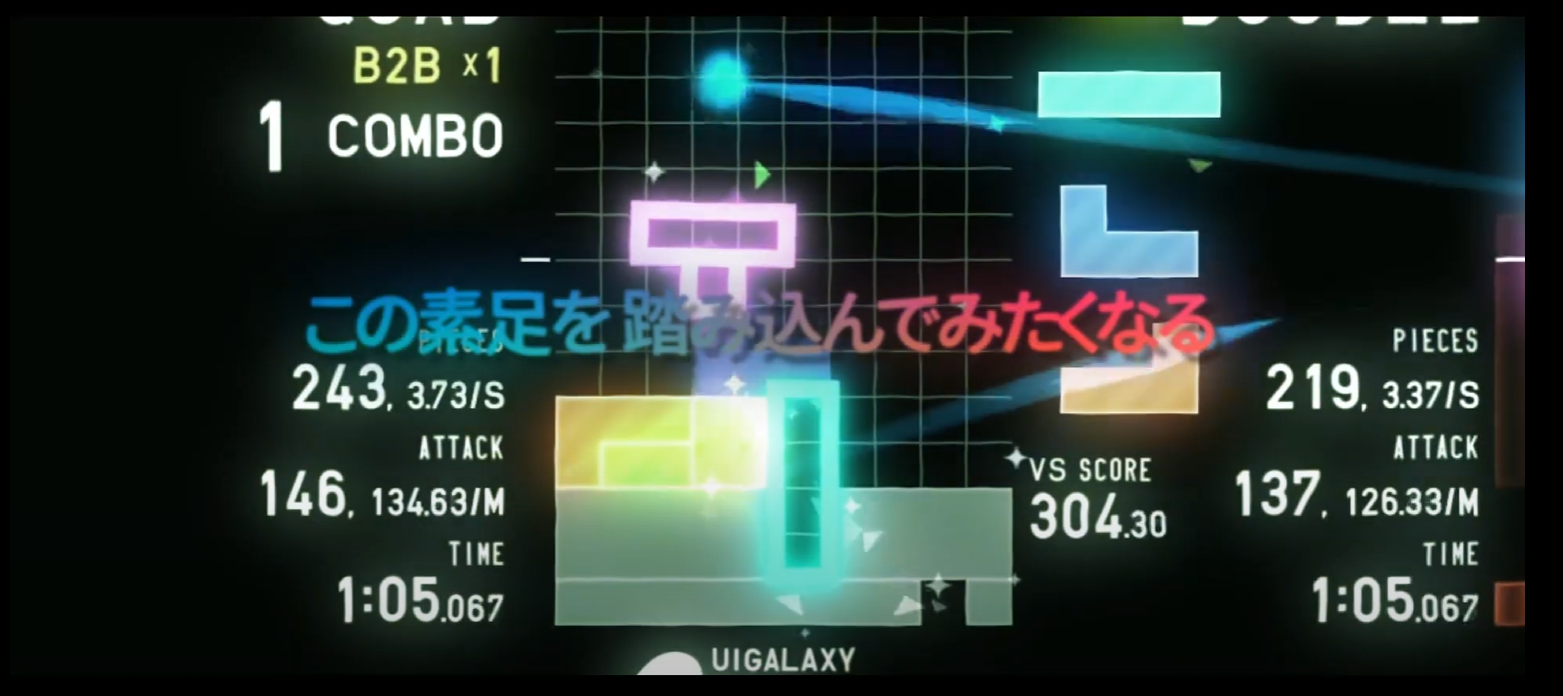 B2B ×1
1 COMBO
この素足を 踏み込んでみたくなる
PIECES
243, 3.73/S
ATTACK
146, 134.63/M
TIME
1:05.067
VS SCORE
304.30
PIECES
219, 3.37/S
ATTACK
137, 126.33/M
TIME
1:05.067
UIGALAXY